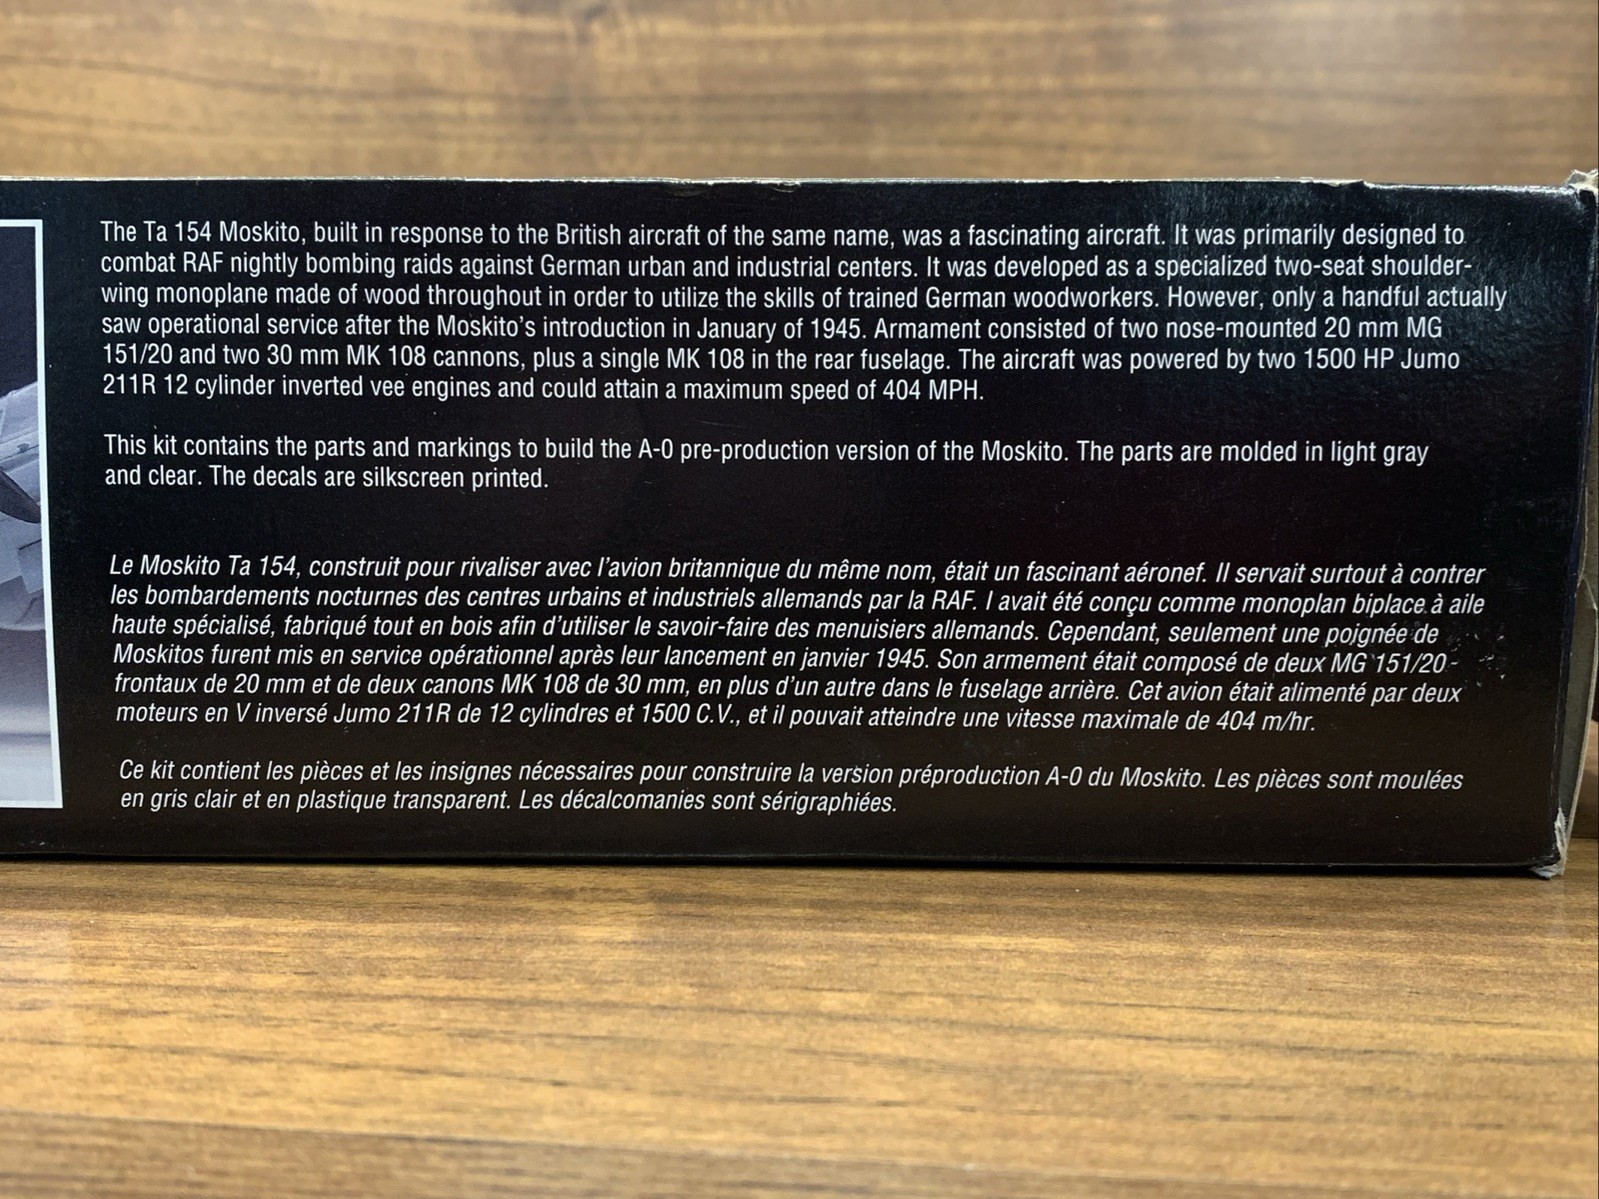 The Ta 154 Moskito, built in response to the British aircraft of the same name, was a fascinating aircraft. It was primarily designed to
combat RAF nightly bombing raids against German urban and industrial centers. It was developed as a specialized two-seat shoulder-
wing monoplane made of wood throughout in order to utilize the skills of trained German woodworkers. However, only a handful actually
saw operational service after the Moskito's introduction in January of 1945. Armament consisted of two nose-mounted 20 mm MG
151/20 and two 30 mm MK 108 cannons, plus a single MK 108 in the rear fuselage. The aircraft was powered by two 1500 HP Jumo
211R 12 cylinder inverted vee engines and could attain a maximum speed of 404 MPH.
This kit contains the parts and markings to build the A-0 pre-production version of the Moskito. The parts are molded in light gray
and clear. The decals are silkscreen printed.
Le Moskito Ta 154, construit pour rivaliser avec l'avion britannique du même nom, était un fascinant aéronef. Il servait surtout à contrer
les bombardements nocturnes des centres urbains et industriels allemands par la RAF. I avait été conçu comme monoplan biplace à aile
haute spécialisé, fabriqué tout en bois afin d'utiliser le savoir-faire des menuisiers allemands. Cependant, seulement une poignée de
Moskitos furent mis en service opérationnel après leur lancement en janvier 1945. Son armement était composé de deux MG 151/20
frontaux de 20 mm et de deux canons MK 108 de 30 mm, en plus d'un autre dans le fuselage arrière. Cet avion était alimenté par deux
moteurs en V inversé Jumo 211R de 12 cylindres et 1500 C.V., et il pouvait atteindre une vitesse maximale de 404 m/hr.
Ce kit contient les pièces et les insignes nécessaires pour construire la version préproduction A-0 du Moskito. Les pièces sont moulées
en gris clair et en plastique transparent. Les décalcomanies sont sérigraphiées.